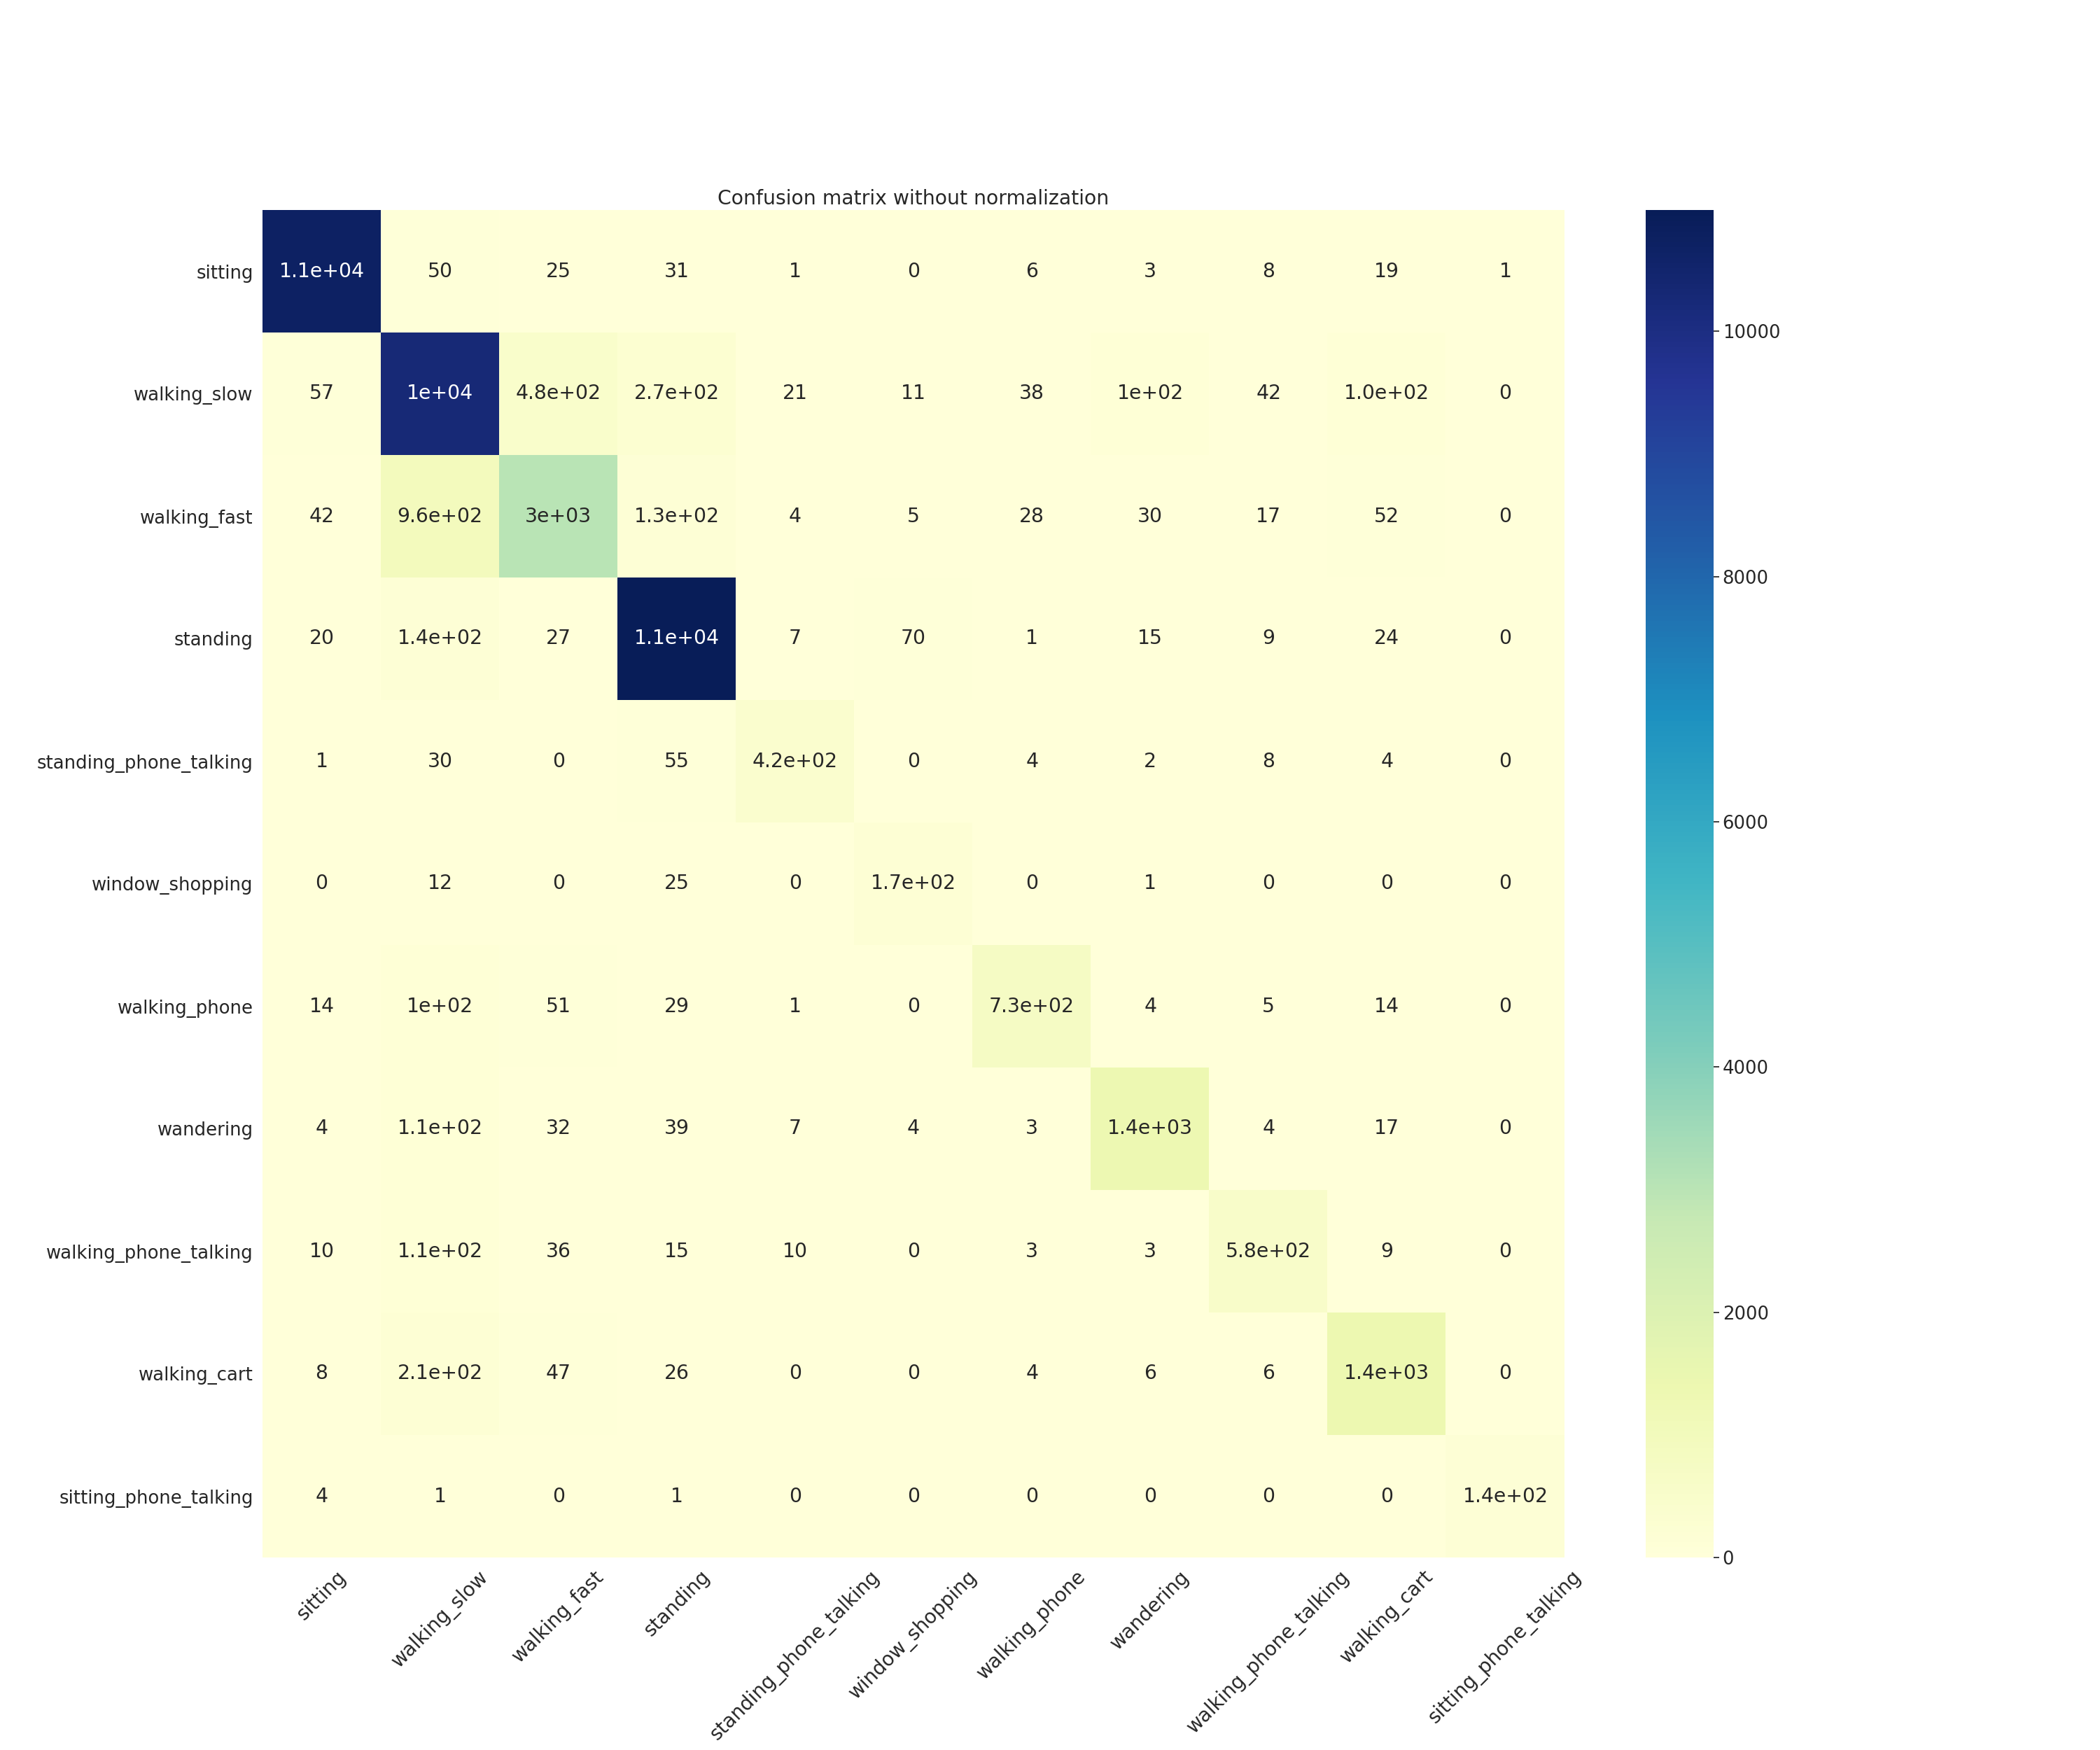 Confusion matrix without normalization
sitting 1.1e+04 50 25 31 1 0 6 3 8 19 1
walking_slow 57 1e+04 4.8e+02 2.7e+02 21 11 38 1e+02 42 1.0e+02 0
walking_fast 42 9.6e+02 3e+03 1.3e+02 4 5 28 30 17 52 0
standing 20 1.4e+02 27 1.1e+04 7 70 1 15 9 24 0
standing_phone_talking 1 30 0 55 4.2e+02 0 4 2 8 4 0
window_shopping 0 12 0 25 0 1.7e+02 0 1 0 0 0
walking_phone 14 1e+02 51 29 1 0 7.3e+02 4 5 14 0
wandering 4 1.1e+02 32 39 7 4 3 1.4e+03 4 17 0
walking_phone_talking 10 1.1e+02 36 15 10 0 3 3 5.8e+02 9 0
walking_cart 8 2.1e+02 47 26 0 0 4 6 6 1.4e+03 0
sitting_phone_talking 4 1 0 1 0 0 0 0 0 0 1.4e+02
sitting walking_slow walking_fast standing standing_phone_talking window_shopping walking_phone wandering walking_phone_talking walking_cart sitting_phone_talking
10000
8000
6000
4000
2000
0